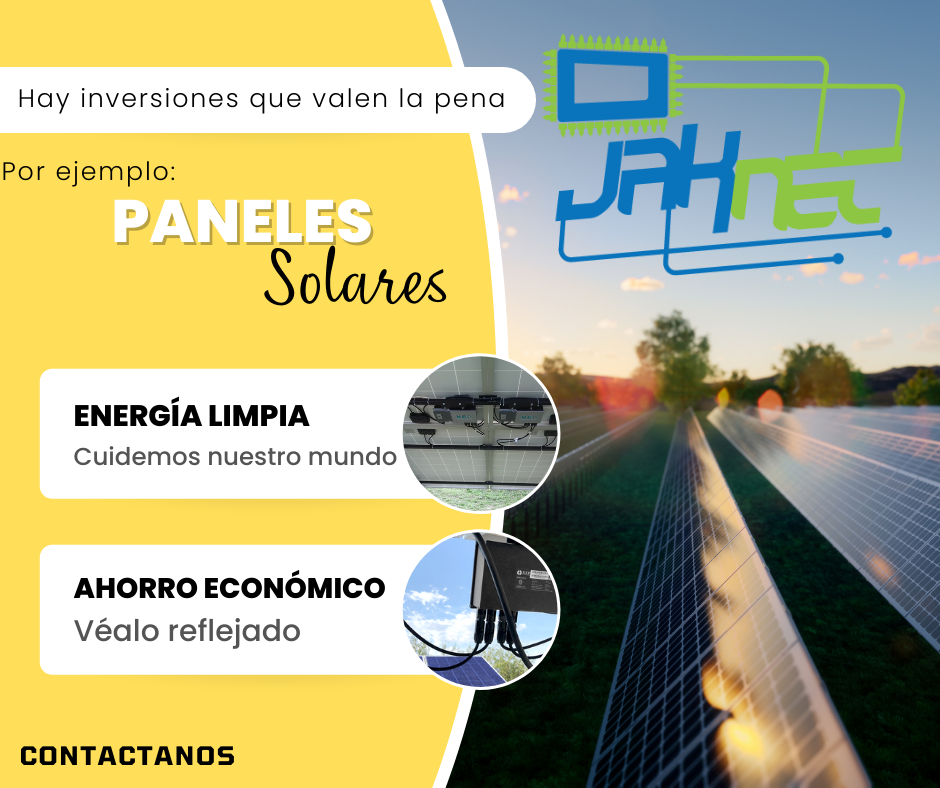 Hay inversiones que valen la pena
Por ejemplo:
PANELES
Solares
JAKNEC
ENERGÍA LIMPIA
Cuidemos nuestro mundo
AHORRO ECONÓMICO
Véalo reflejado
CONTACTANOS